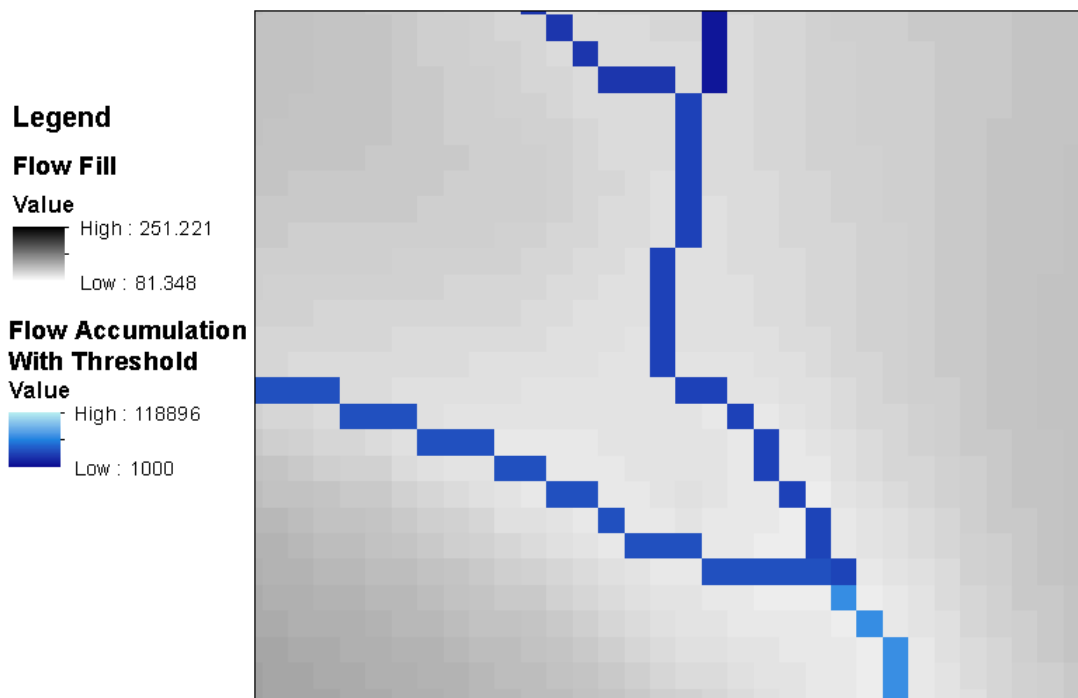 Legend
Flow Fill
Value
High : 251.221
Low : 81.348
Flow Accumulation
With Threshold
Value
High : 118896
Low : 1000